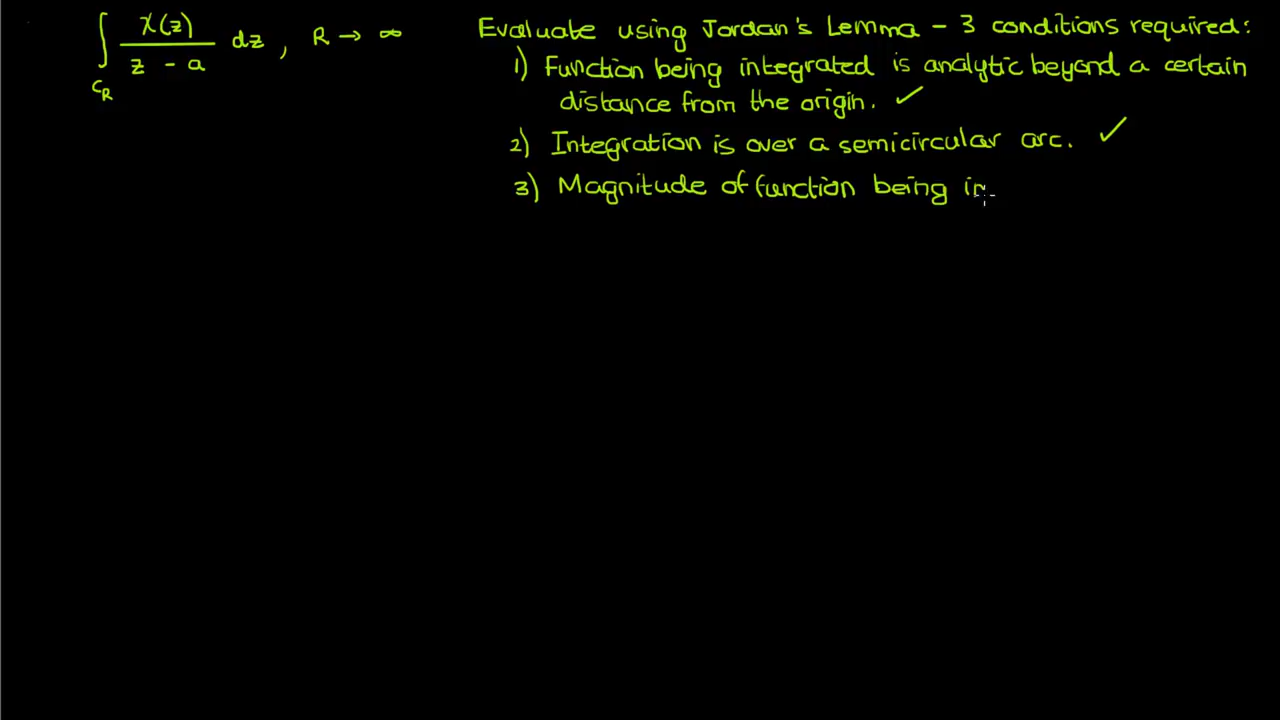 ∫_{C_R} χ(z) / (z - a) dz , R → ∞
Evaluate using Jordan's Lemma - 3 conditions required:
1) Function being integrated is analytic beyond a certain
distance from the origin. ✓
2) Integration is over a semicircular arc. ✓
3) Magnitude of function being in